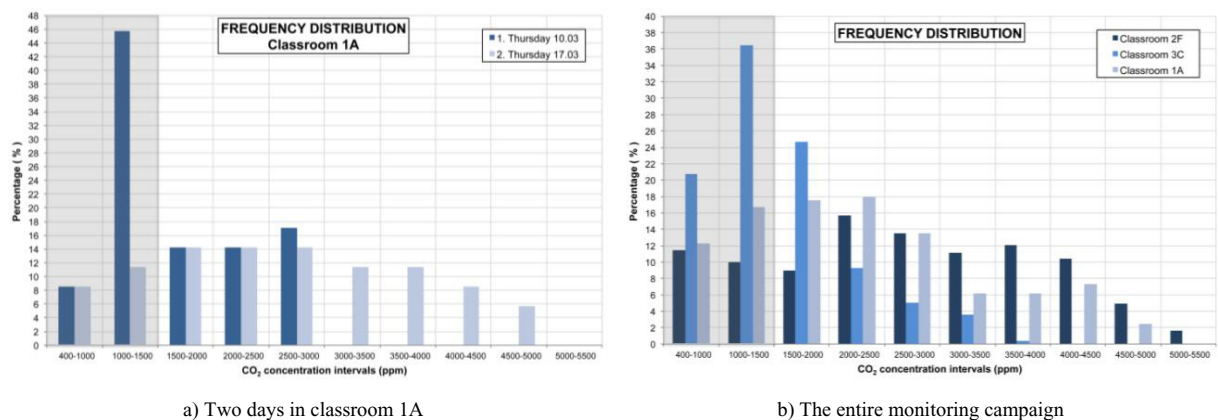 FREQUENCY DISTRIBUTION
Classroom 1A
1. Thursday 10.03
2. Thursday 17.03
Percentage ( % )
48
46
44
42
40
38
36
34
32
30
28
26
24
22
20
18
16
14
12
10
8
6
4
2
0
400-1000 1000-1500 1500-2000 2000-2500 2500-3000 3000-3500 3500-4000 4000-4500 4500-5000 5000-5500
CO₂ concentration intervals (ppm)
a) Two days in classroom 1A
FREQUENCY DISTRIBUTION
Classroom 2F
Classroom 3C
Classroom 1A
Percentage ( % )
40
38
36
34
32
30
28
26
24
22
20
18
16
14
12
10
8
6
4
2
0
400-1000 1000-1500 1500-2000 2000-2500 2500-3000 3000-3500 3500-4000 4000-4500 4500-5000 5000-5500
CO₂ concentration intervals (ppm)
b) The entire monitoring campaign